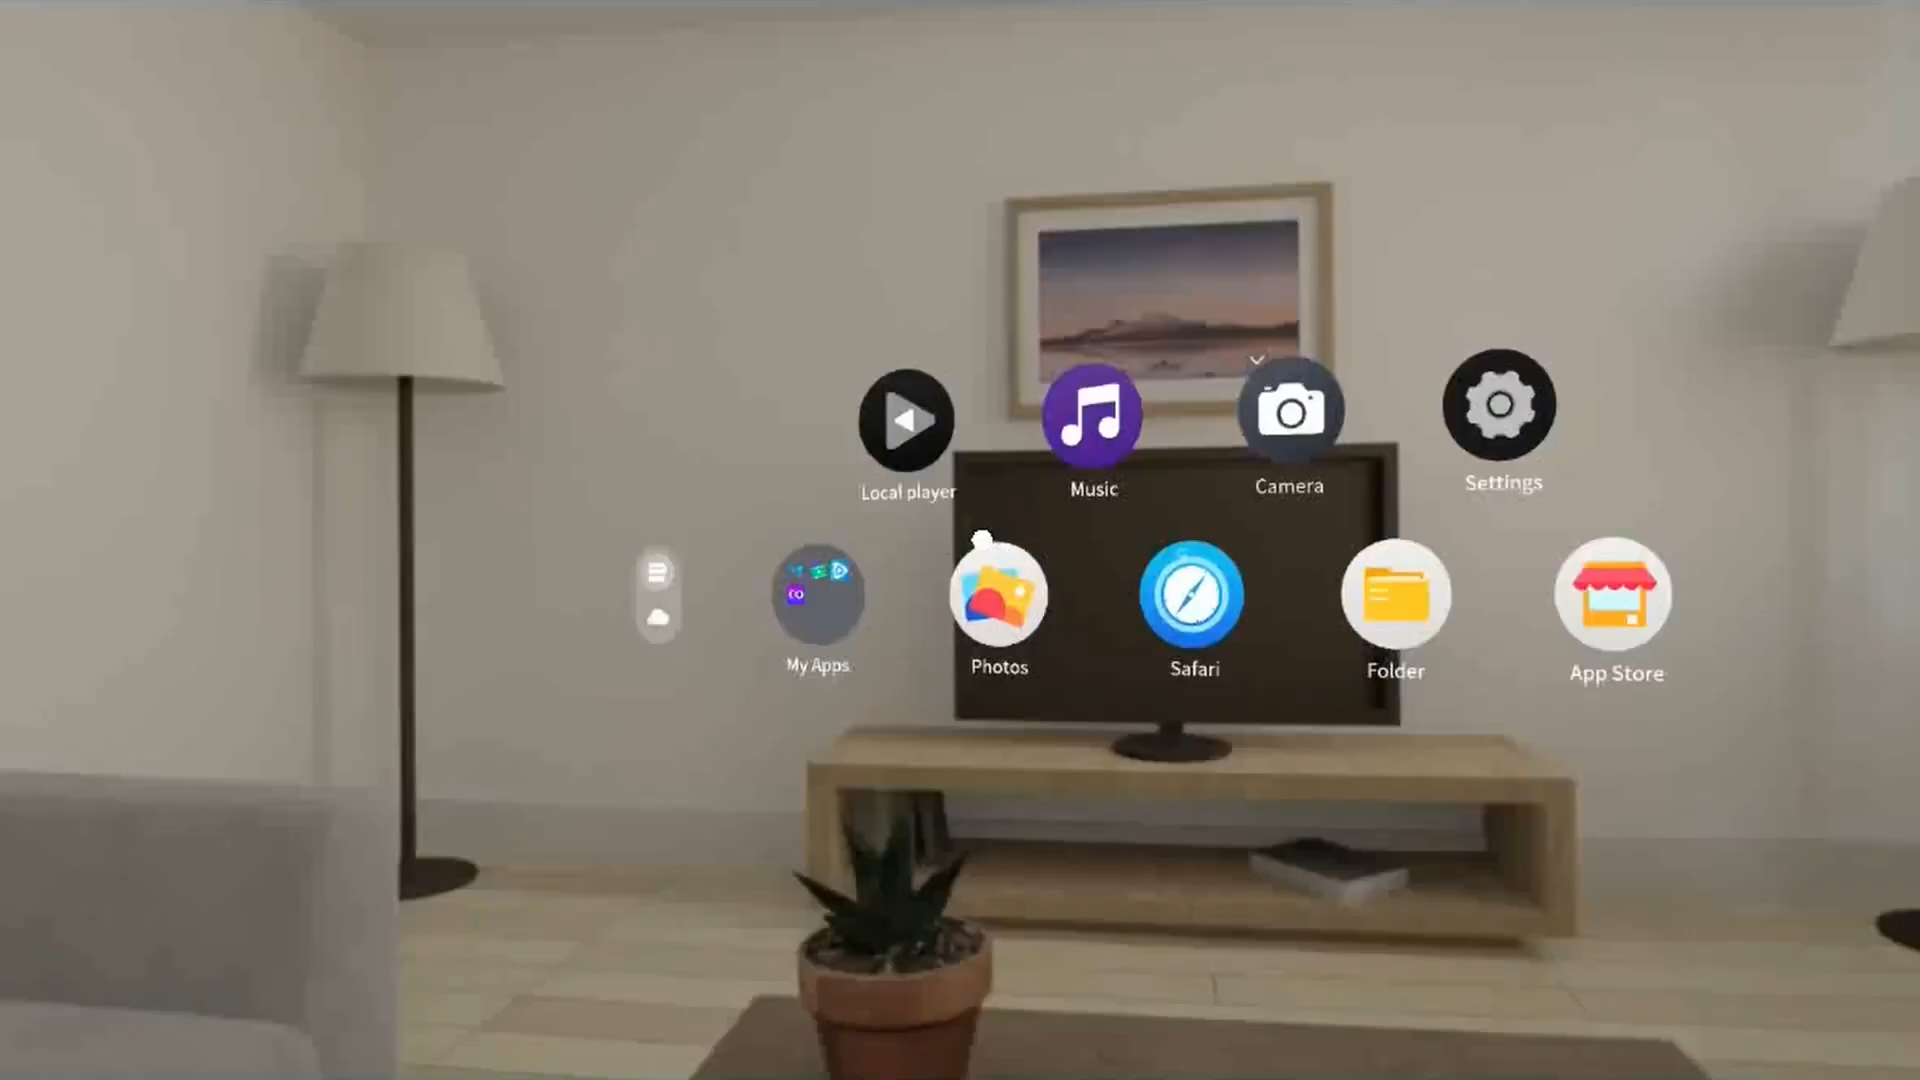 Local player
Music
Camera
Settings
My Apps
Photos
Safari
Folder
App Store